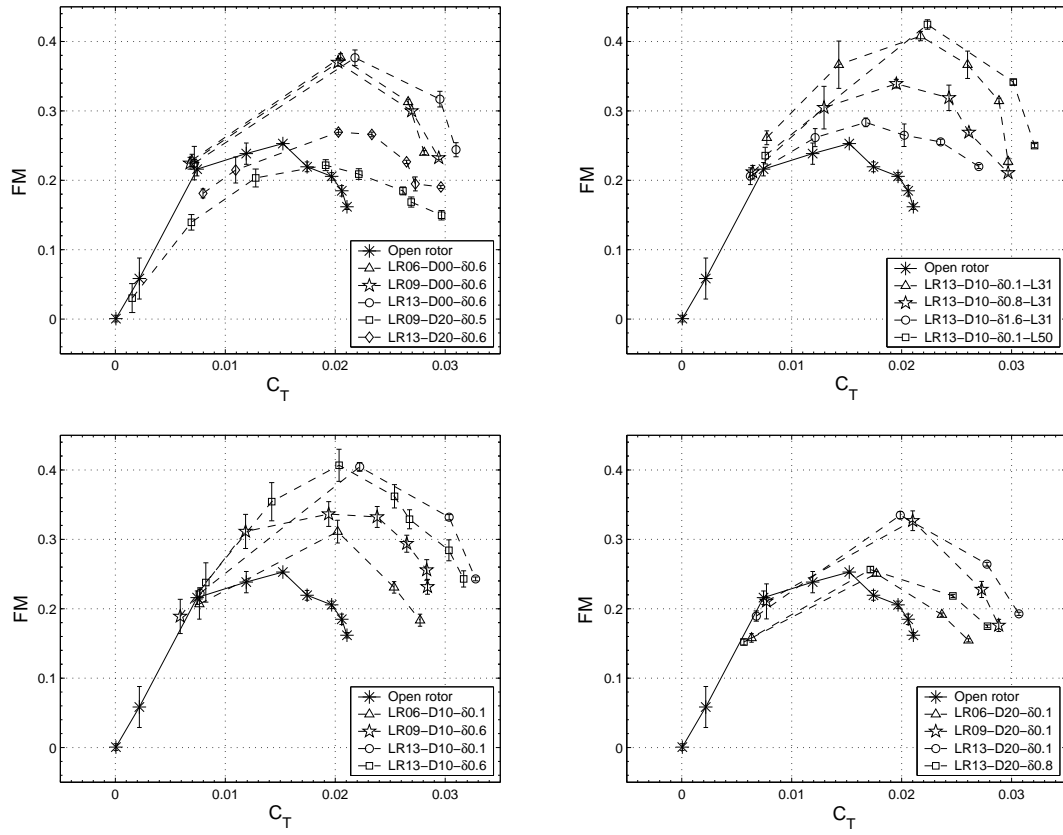 0.4
0.3
0.2
0.1
0
FM
0 0.01 0.02 0.03
C_T
Open rotor
LR06−D00−δ0.6
LR09−D00−δ0.6
LR13−D00−δ0.6
LR09−D20−δ0.5
LR13−D20−δ0.6
0.4
0.3
0.2
0.1
0
FM
0 0.01 0.02 0.03
C_T
Open rotor
LR13−D10−δ0.1−L31
LR13−D10−δ0.8−L31
LR13−D10−δ1.6−L31
LR13−D10−δ0.1−L50
0.4
0.3
0.2
0.1
0
FM
0 0.01 0.02 0.03
C_T
Open rotor
LR06−D10−δ0.1
LR09−D10−δ0.6
LR13−D10−δ0.1
LR13−D10−δ0.6
0.4
0.3
0.2
0.1
0
FM
0 0.01 0.02 0.03
C_T
Open rotor
LR06−D20−δ0.1
LR09−D20−δ0.1
LR13−D20−δ0.1
LR13−D20−δ0.8